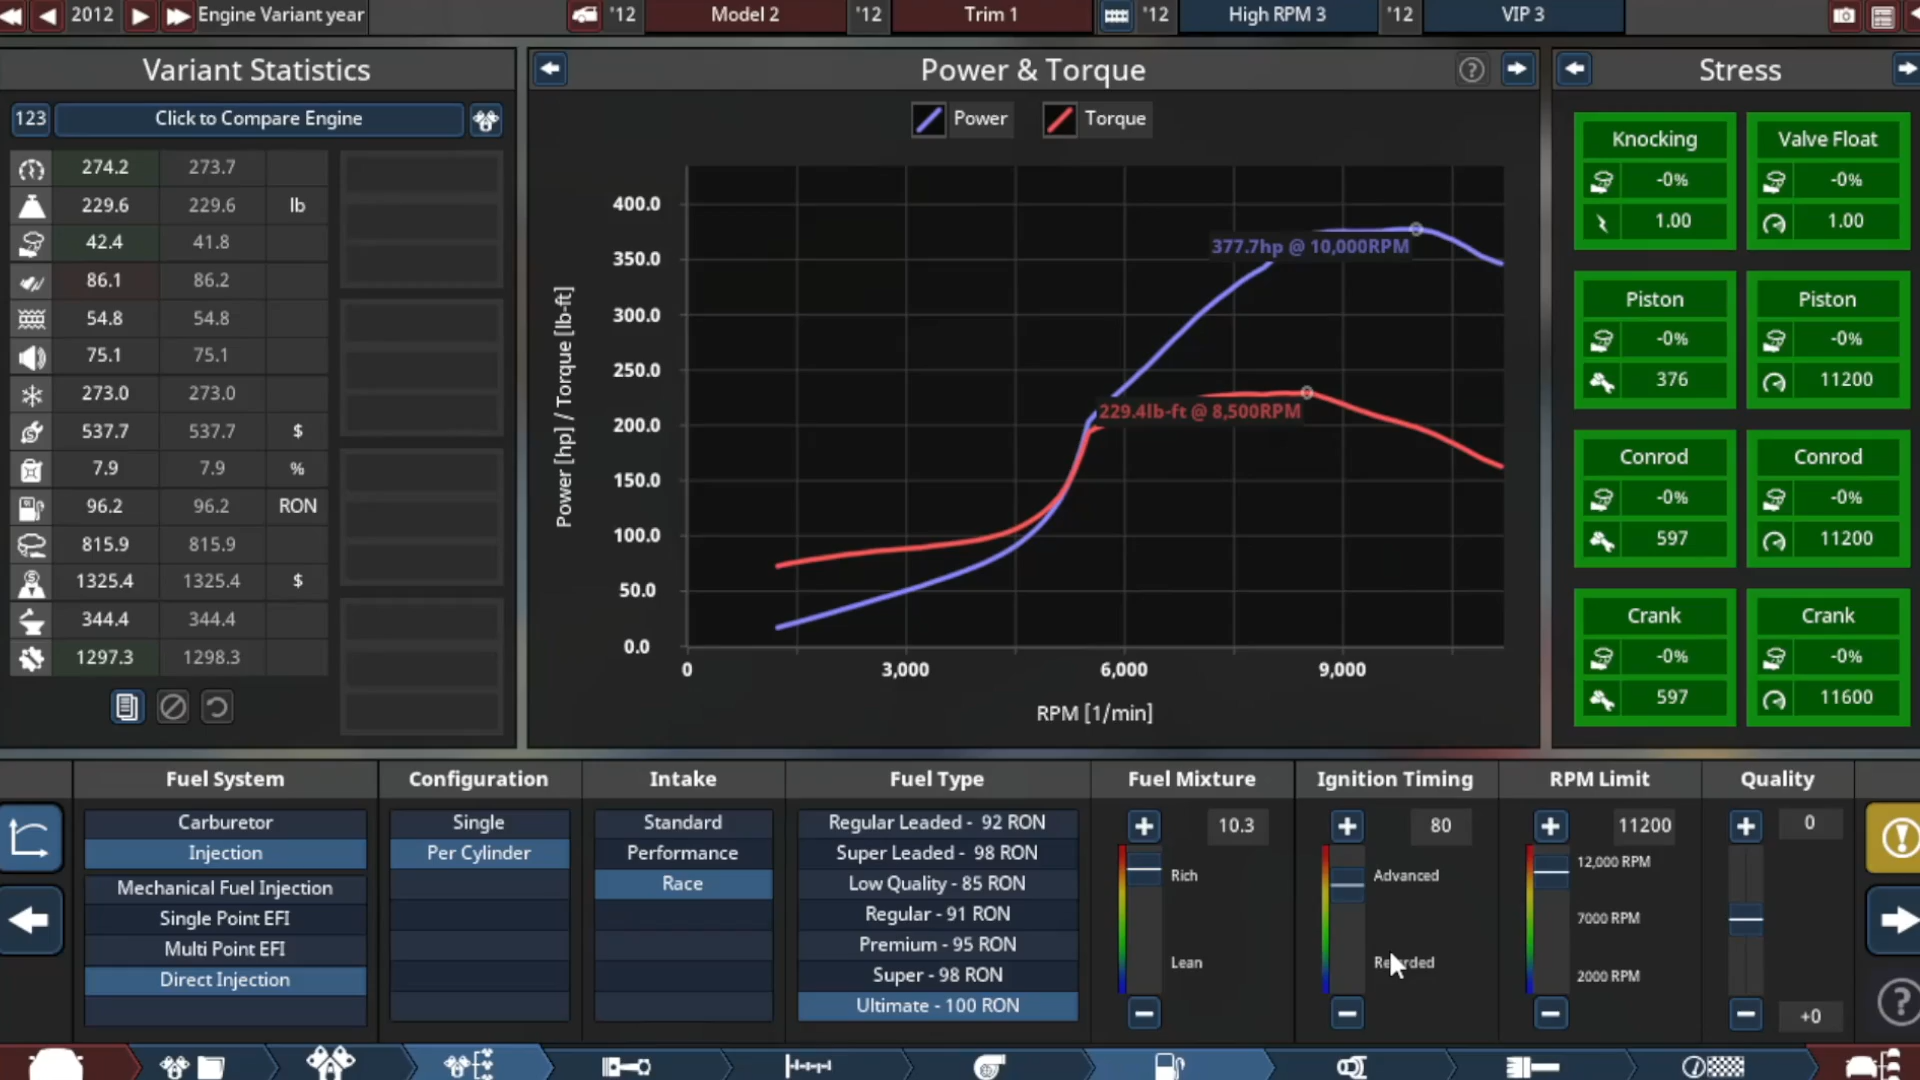 2012 Engine Variant year '12 Model 2 '12 Trim 1 '12 High RPM 3 '12 VIP 3
Variant Statistics
123 Click to Compare Engine
274.2 273.7
229.6 229.6 lb
42.4 41.8
86.1 86.2
54.8 54.8
75.1 75.1
273.0 273.0
537.7 537.7 $
7.9 7.9 %
96.2 96.2 RON
815.9 815.9
1325.4 1325.4 $
344.4 344.4
1297.3 1298.3
Power & Torque
?
Power Torque
Power [hp] / Torque [lb-ft]
400.0
350.0
300.0
250.0
200.0
150.0
100.0
50.0
0.0
377.7hp @ 10,000RPM
229.4lb-ft @ 8,500RPM
0 3,000 6,000 9,000
RPM [1/min]
Stress
Knocking
-0%
1.00
Valve Float
-0%
1.00
Piston
-0%
376
Piston
-0%
11200
Conrod
-0%
597
Conrod
-0%
11200
Crank
-0%
597
Crank
-0%
11600
Fuel System
Carburetor
Injection
Mechanical Fuel Injection
Single Point EFI
Multi Point EFI
Direct Injection
Configuration
Single
Per Cylinder
Intake
Standard
Performance
Race
Fuel Type
Regular Leaded - 92 RON
Super Leaded - 98 RON
Low Quality - 85 RON
Regular - 91 RON
Premium - 95 RON
Super - 98 RON
Ultimate - 100 RON
Fuel Mixture
10.3
Rich
Lean
Ignition Timing
80
Advanced
RPM Limit
11200
12,000 RPM
7000 RPM
2000 RPM
Quality
0
+0
?